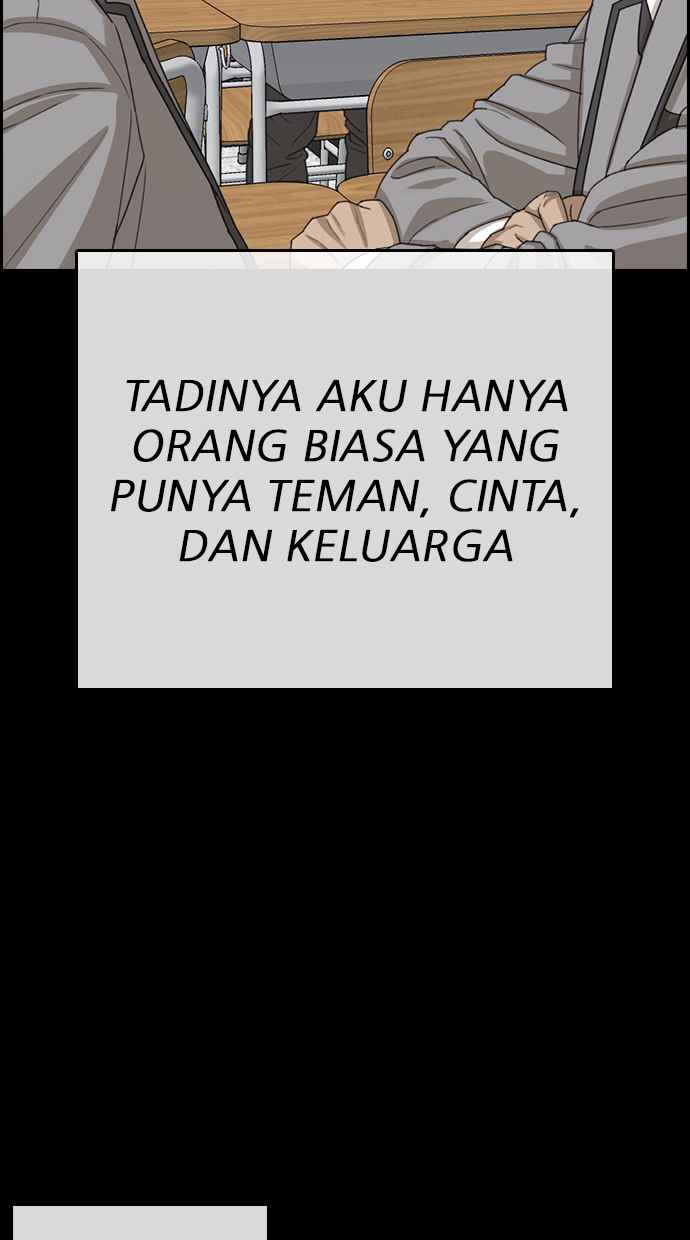 TADINYA AKU HANYA
ORANG BIASA YANG
PUNYA TEMAN, CINTA,
DAN KELUARGA